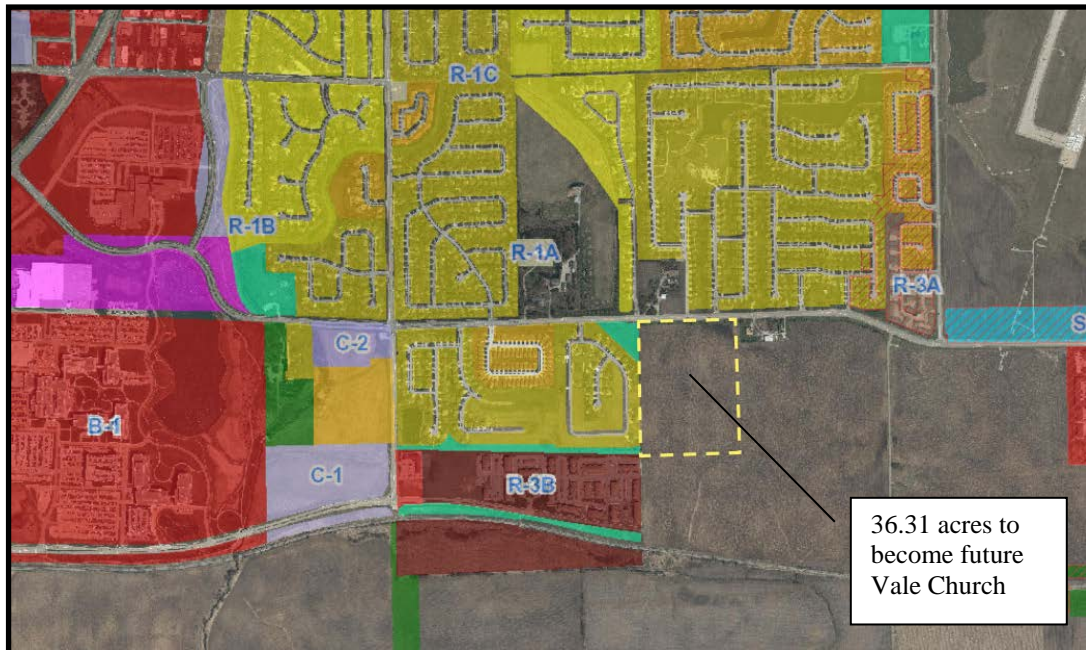 R-1C
R-1B
R-1A
R-3A
S
C-2
B-1
C-1
R-3B
36.31 acres to
become future
Vale Church